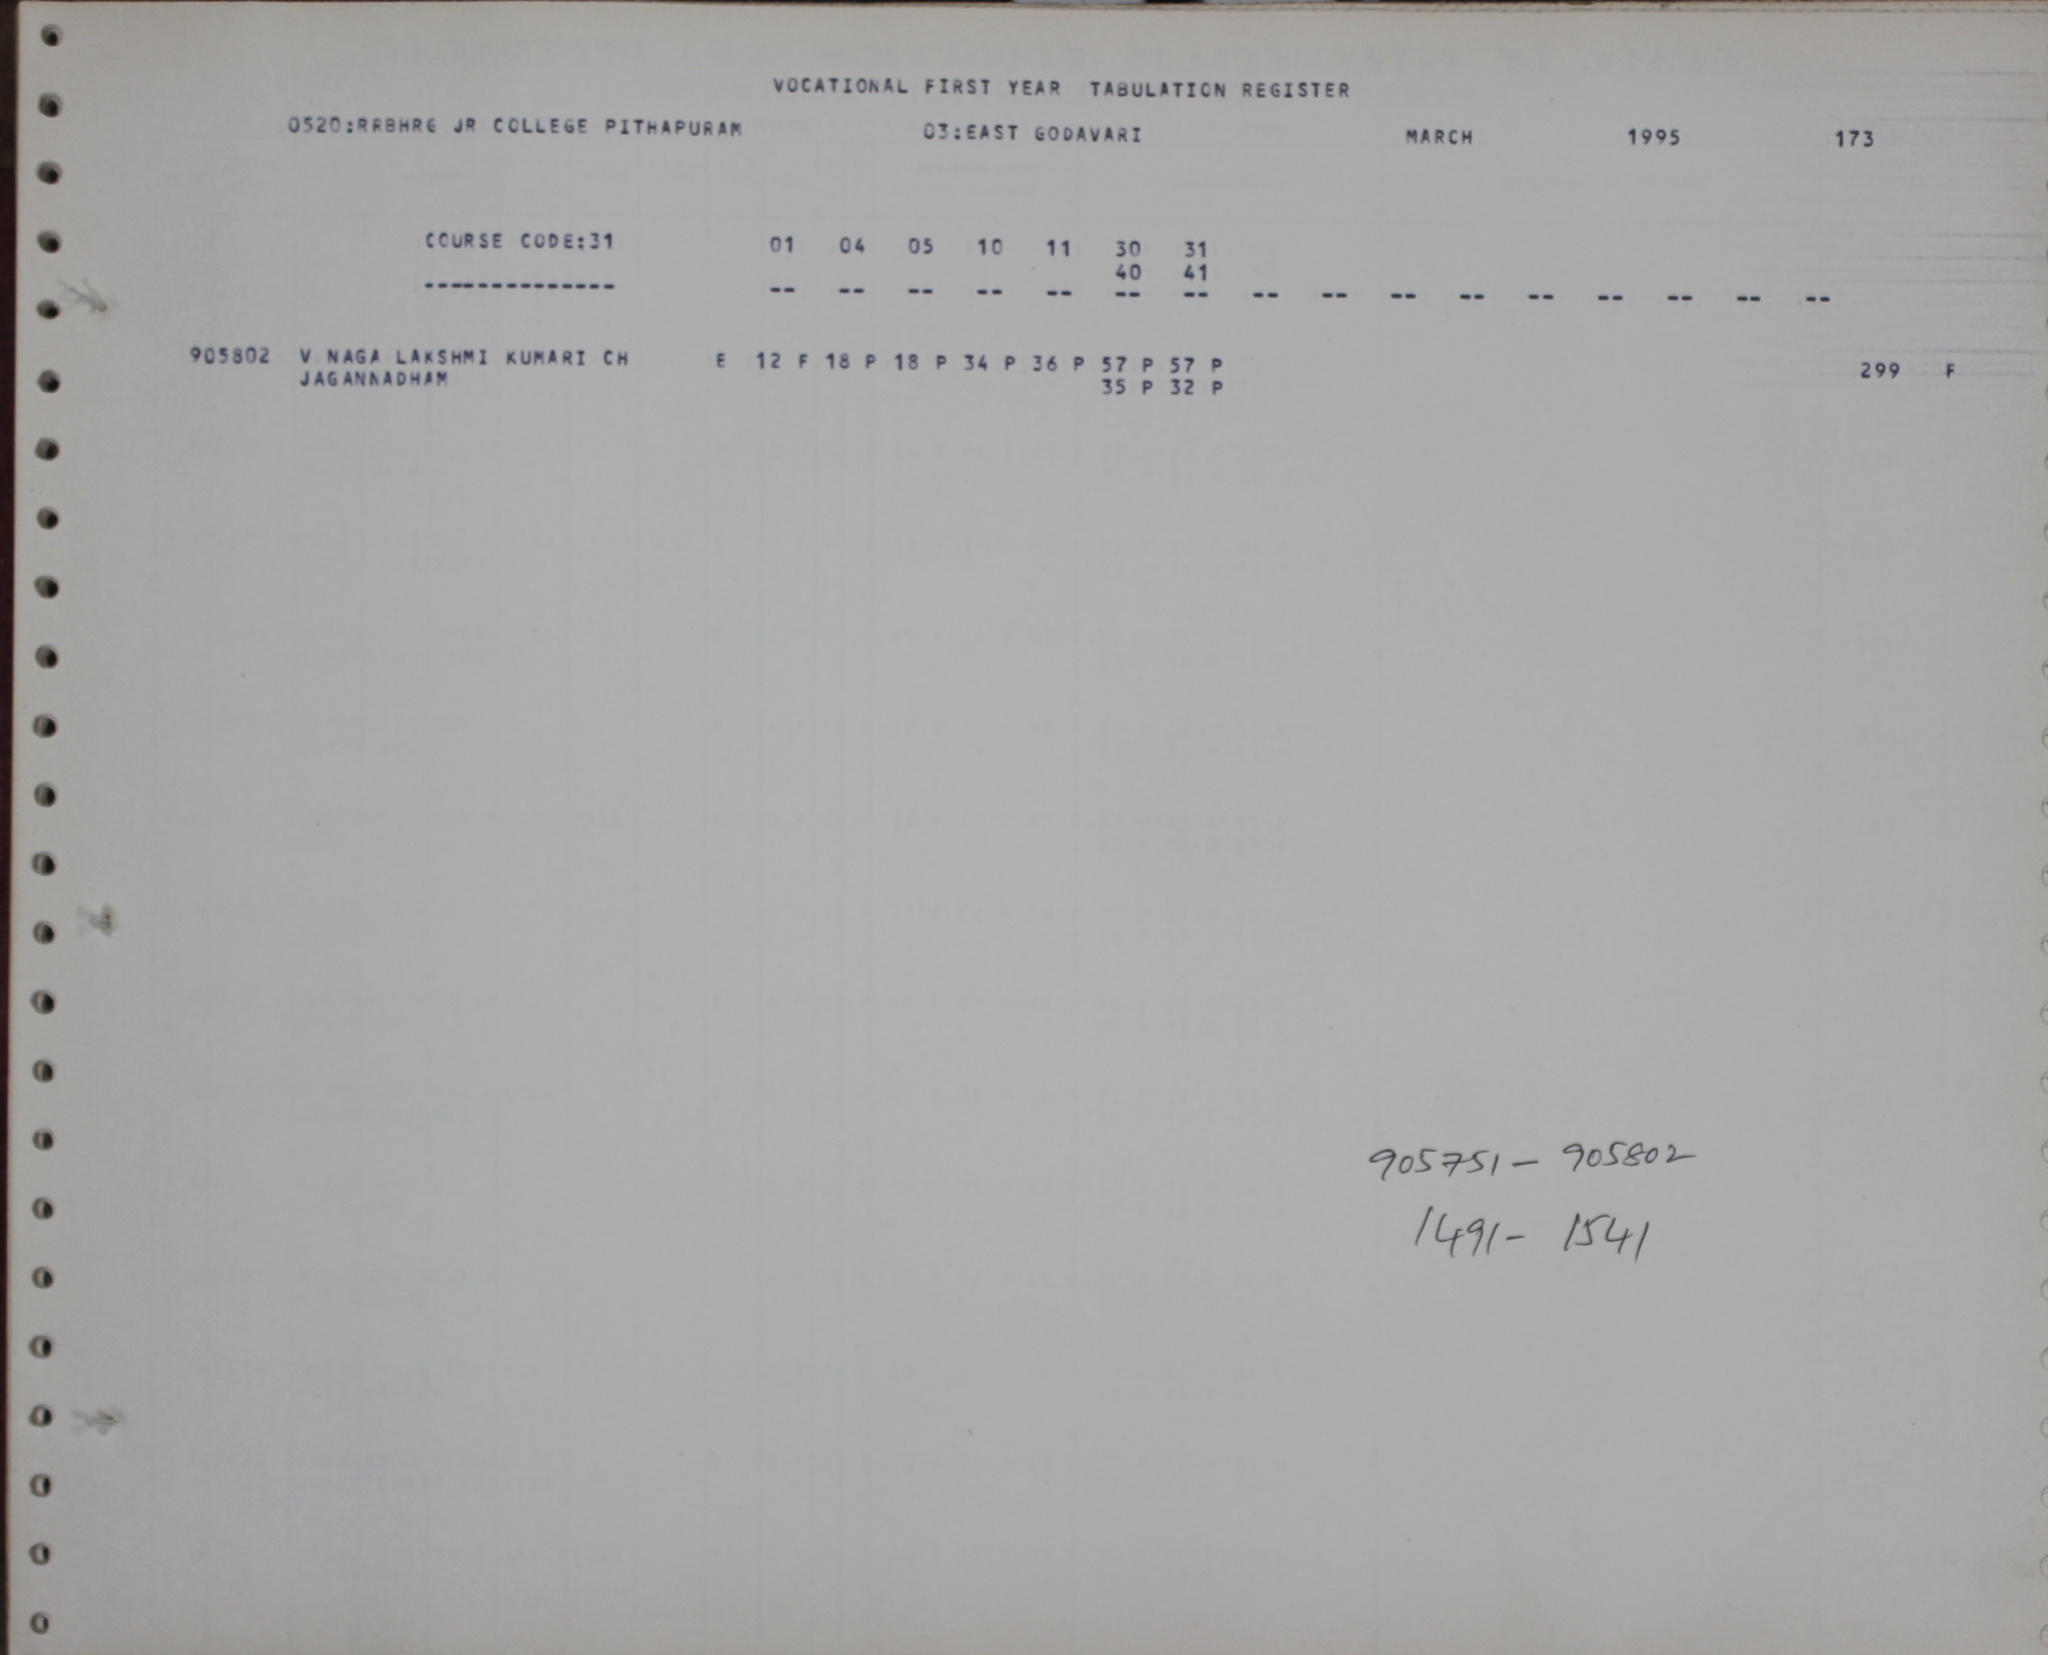 VOCATIONAL FIRST YEAR TABULATION REGISTER
0520:RRBHRG JR COLLEGE PITHAPURAM 03:EAST GODAVARI MARCH 1995 173
COURSE CODE:31 01 04 05 10 11 30 31
40 41
-------------- -- -- -- -- -- -- -- -- -- -- -- -- -- -- -- --
905802 V NAGA LAKSHMI KUMARI CH E 12 F 18 P 18 P 34 P 36 P 57 P 57 P 299 F
JAGANNADHAM 35 P 32 P
905751 - 905802
1491 - 1541